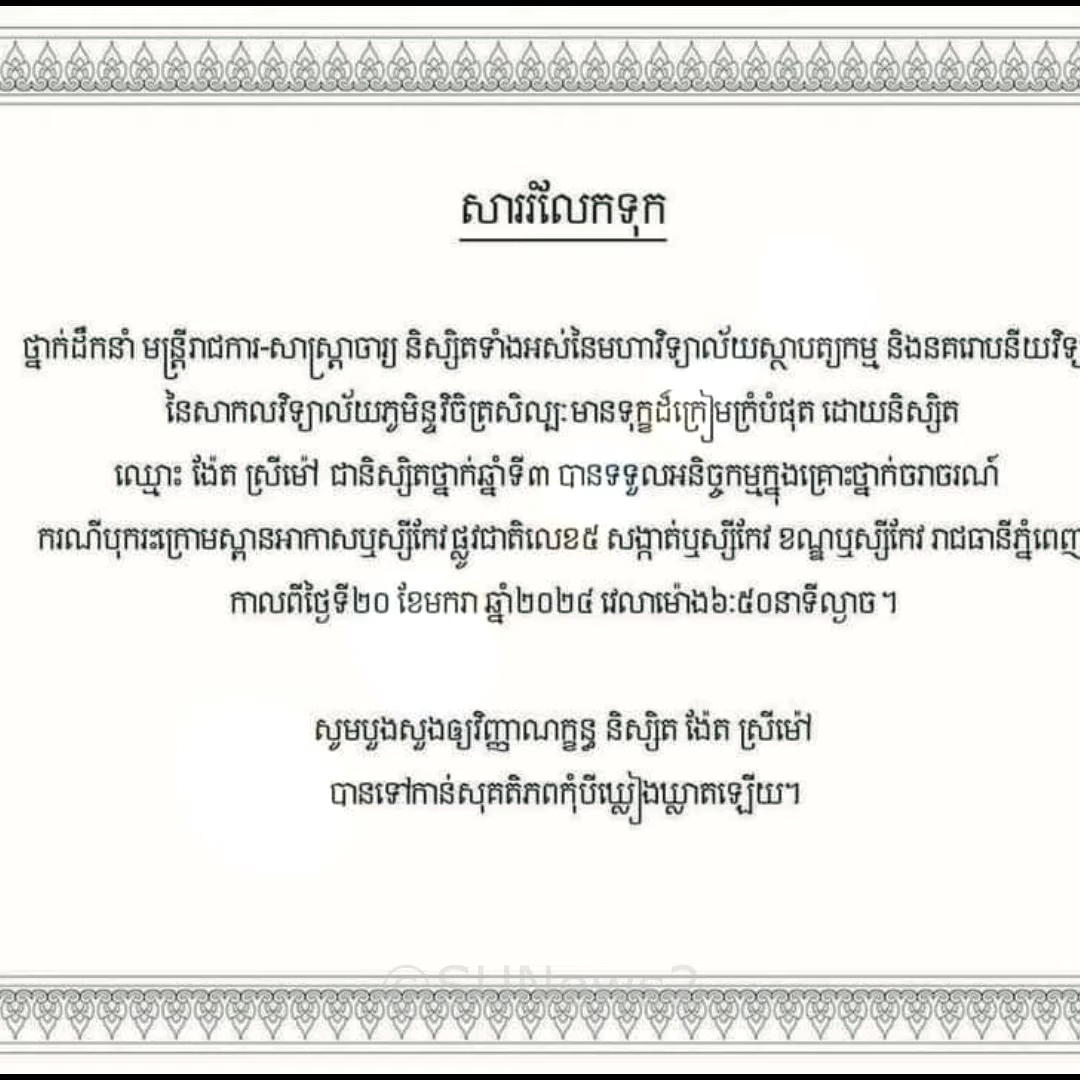 សាររំលែកទុក
ថ្នាក់ដឹកនាំ មន្ត្រីរាជការ-សាស្ត្រាចារ្យ និស្សិតទាំងអស់នៃមហាវិទ្យាល័យស្ថាបត្យកម្ម និងនគរោបនីយវិទ្យ
នៃសាកលវិទ្យាល័យភូមិន្ទវិចិត្រសិល្បៈមានទុក្ខដ៏ក្រៀមក្រំបំផុត ដោយនិស្សិត
ឈ្មោះ ង៉ែត ស្រីម៉ៅ ជានិស្សិតថ្នាក់ឆ្នាំទី៣ បានទទួលអនិច្ចកម្មក្នុងគ្រោះថ្នាក់ចរាចរណ៍
ករណីបុករះក្រោមស្ពានអាកាសឬស្សីកែវផ្លូវជាតិលេខ៥ សង្កាត់ឬស្សីកែវ ខណ្ឌឬស្សីកែវ រាជធានីភ្នំពេញ
កាលពីថ្ងៃទី២០ ខែមករា ឆ្នាំ២០២៤ វេលាម៉ោង៦:៥០នាទីល្ងាច។
សូមបួងសួងឲ្យវិញ្ញាណក្ខន្ធ និស្សិត ង៉ែត ស្រីម៉ៅ
បានទៅកាន់សុគតិភពកុំបីឃ្លៀងឃ្លាតឡើយ។